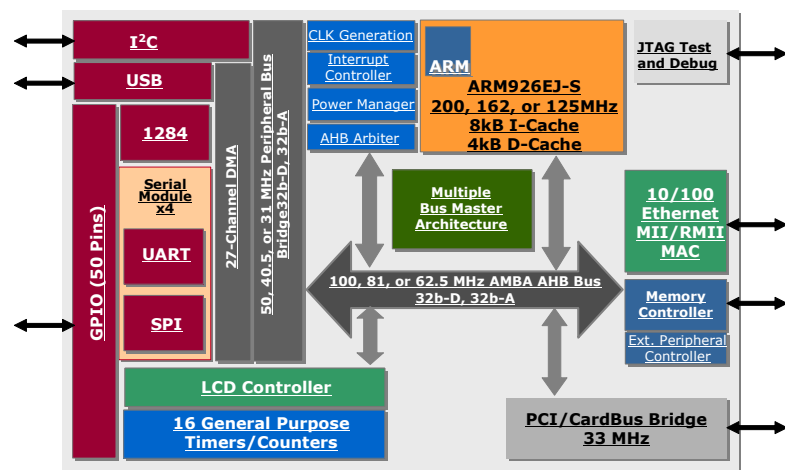 I²C
USB
GPIO (50 Pins)
1284
Serial
Module
x4
UART
SPI
27-Channel DMA
50, 40.5, or 31 MHz Peripheral Bus
Bridge32b-D, 32b-A
CLK Generation
Interrupt
Controller
Power Manager
AHB Arbiter
ARM
ARM926EJ-S
200, 162, or 125MHz
8kB I-Cache
4kB D-Cache
JTAG Test
and Debug
Multiple
Bus Master
Architecture
10/100
Ethernet
MII/RMII
MAC
100, 81, or 62.5 MHz AMBA AHB Bus
32b-D, 32b-A
Memory
Controller
Ext. Peripheral
Controller
LCD Controller
16 General Purpose
Timers/Counters
PCI/CardBus Bridge
33 MHz